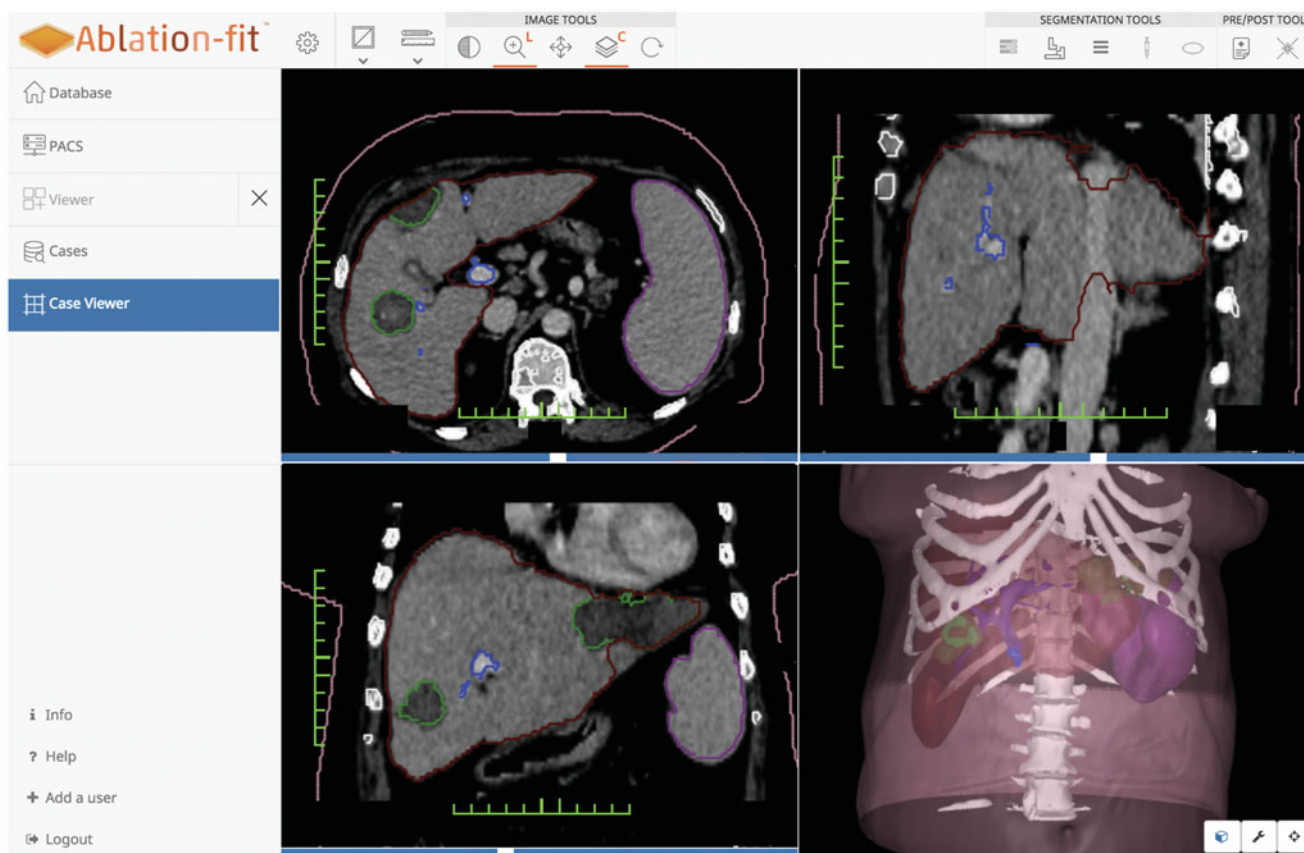 Ablation-fit™
IMAGE TOOLS
SEGMENTATION TOOLS
PRE/POST TOOL
L
C
Database
PACS
Viewer
Cases
Case Viewer
i Info
? Help
+ Add a user
Logout